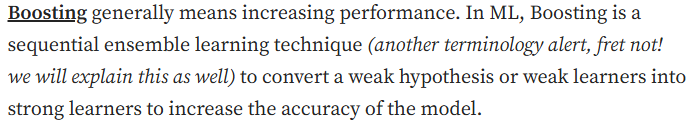 Boosting generally means increasing performance. In ML, Boosting is a
sequential ensemble learning technique (another terminology alert, fret not!
we will explain this as well) to convert a weak hypothesis or weak learners into
strong learners to increase the accuracy of the model.